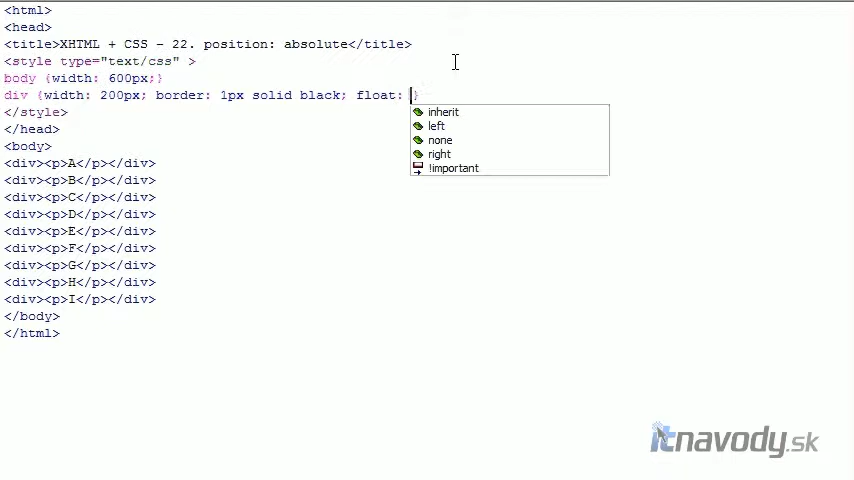 <html>
<head>
<title>XHTML + CSS - 22. position: absolute</title>
<style type="text/css" >
body {width: 600px;}
div {width: 200px; border: 1px solid black; float: }
inherit
</style>
left
</head>
none
<body>
right
<div><p>A</p></div>
!important
<div><p>B</p></div>
<div><p>C</p></div>
<div><p>D</p></div>
<div><p>E</p></div>
<div><p>F</p></div>
<div><p>G</p></div>
<div><p>H</p></div>
<div><p>I</p></div>
</body>
</html>
itnavody.sk